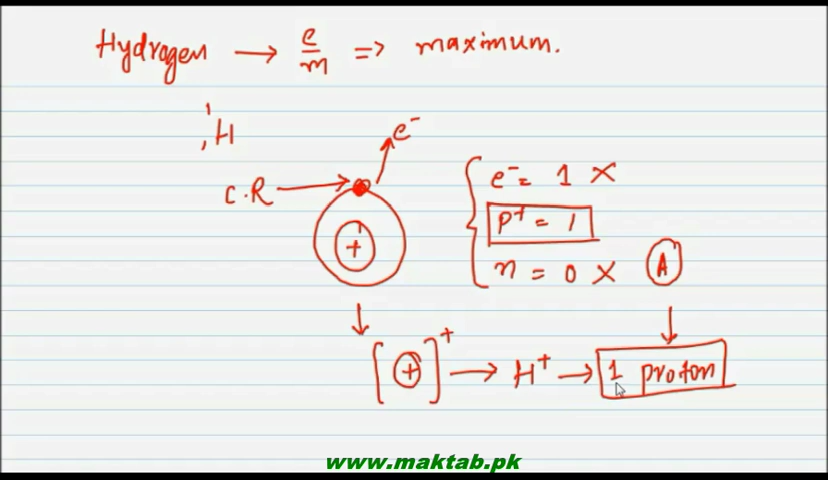 Hydrogen → e/m => maximum.
¹₁H
e⁻
C.R →
e⁻ = 1 X
+
P⁺ = 1
n = 0 X
A
[+]⁺ → H⁺ → 1 proton
www.maktab.pk